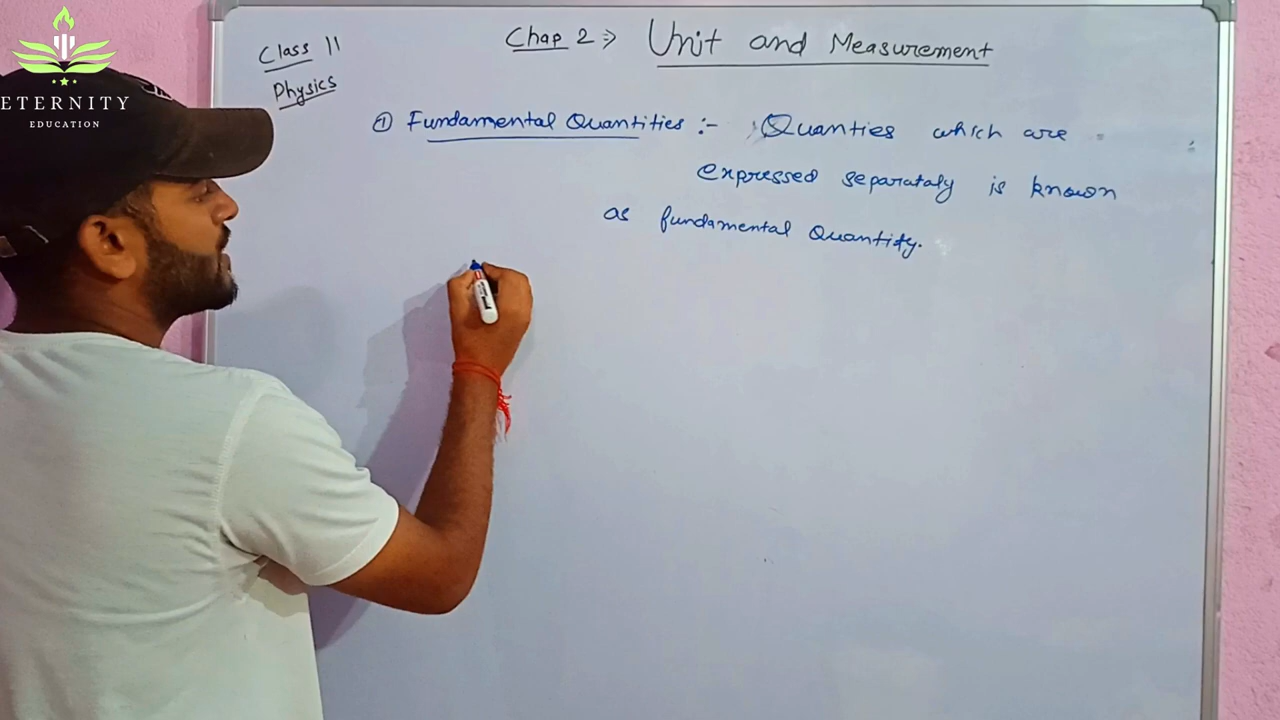 ETERNITY
EDUCATION
Class 11
Physics
Chap 2 => Unit and Measurement
① Fundamental Quantities :- Quanties which are
expressed separataly is known
as fundamental Quantity.